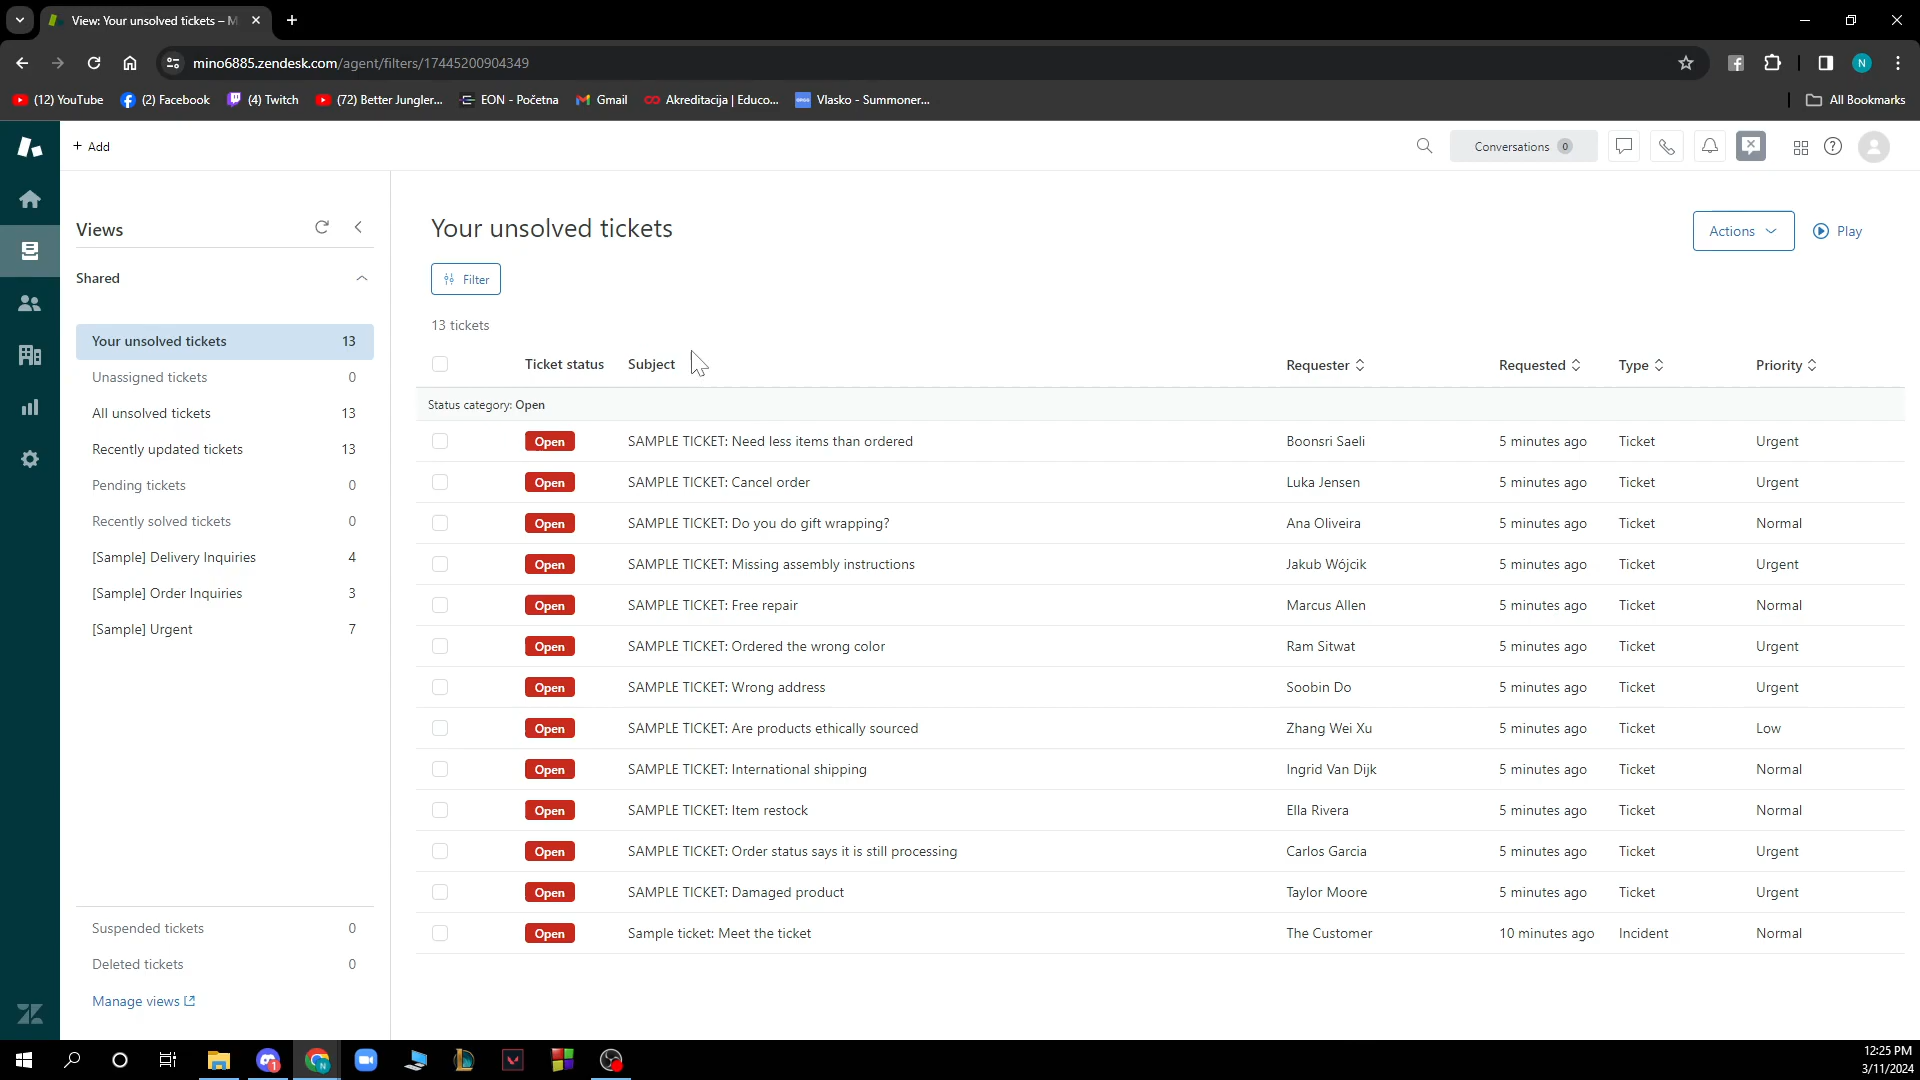 View: Your unsolved tickets – M
mino6885.zendesk.com/agent/filters/17445200904349
N
(12) YouTube
(2) Facebook
(4) Twitch
(72) Better Jungler...
EON - Početna
Gmail
Akreditacija | Educo...
Vlasko - Summoner...
All Bookmarks
+ Add
Conversations 0
Views
Shared
Your unsolved tickets 13
Unassigned tickets 0
All unsolved tickets 13
Recently updated tickets 13
Pending tickets 0
Recently solved tickets 0
[Sample] Delivery Inquiries 4
[Sample] Order Inquiries 3
[Sample] Urgent 7
Suspended tickets 0
Deleted tickets 0
Manage views
Your unsolved tickets
Actions
Play
Filter
13 tickets
Ticket status Subject Requester Requested Type Priority
Status category: Open
Open SAMPLE TICKET: Need less items than ordered Boonsri Saeli 5 minutes ago Ticket Urgent
Open SAMPLE TICKET: Cancel order Luka Jensen 5 minutes ago Ticket Urgent
Open SAMPLE TICKET: Do you do gift wrapping? Ana Oliveira 5 minutes ago Ticket Normal
Open SAMPLE TICKET: Missing assembly instructions Jakub Wójcik 5 minutes ago Ticket Urgent
Open SAMPLE TICKET: Free repair Marcus Allen 5 minutes ago Ticket Normal
Open SAMPLE TICKET: Ordered the wrong color Ram Sitwat 5 minutes ago Ticket Urgent
Open SAMPLE TICKET: Wrong address Soobin Do 5 minutes ago Ticket Urgent
Open SAMPLE TICKET: Are products ethically sourced Zhang Wei Xu 5 minutes ago Ticket Low
Open SAMPLE TICKET: International shipping Ingrid Van Dijk 5 minutes ago Ticket Normal
Open SAMPLE TICKET: Item restock Ella Rivera 5 minutes ago Ticket Normal
Open SAMPLE TICKET: Order status says it is still processing Carlos Garcia 5 minutes ago Ticket Urgent
Open SAMPLE TICKET: Damaged product Taylor Moore 5 minutes ago Ticket Urgent
Open Sample ticket: Meet the ticket The Customer 10 minutes ago Incident Normal
12:25 PM
3/11/2024